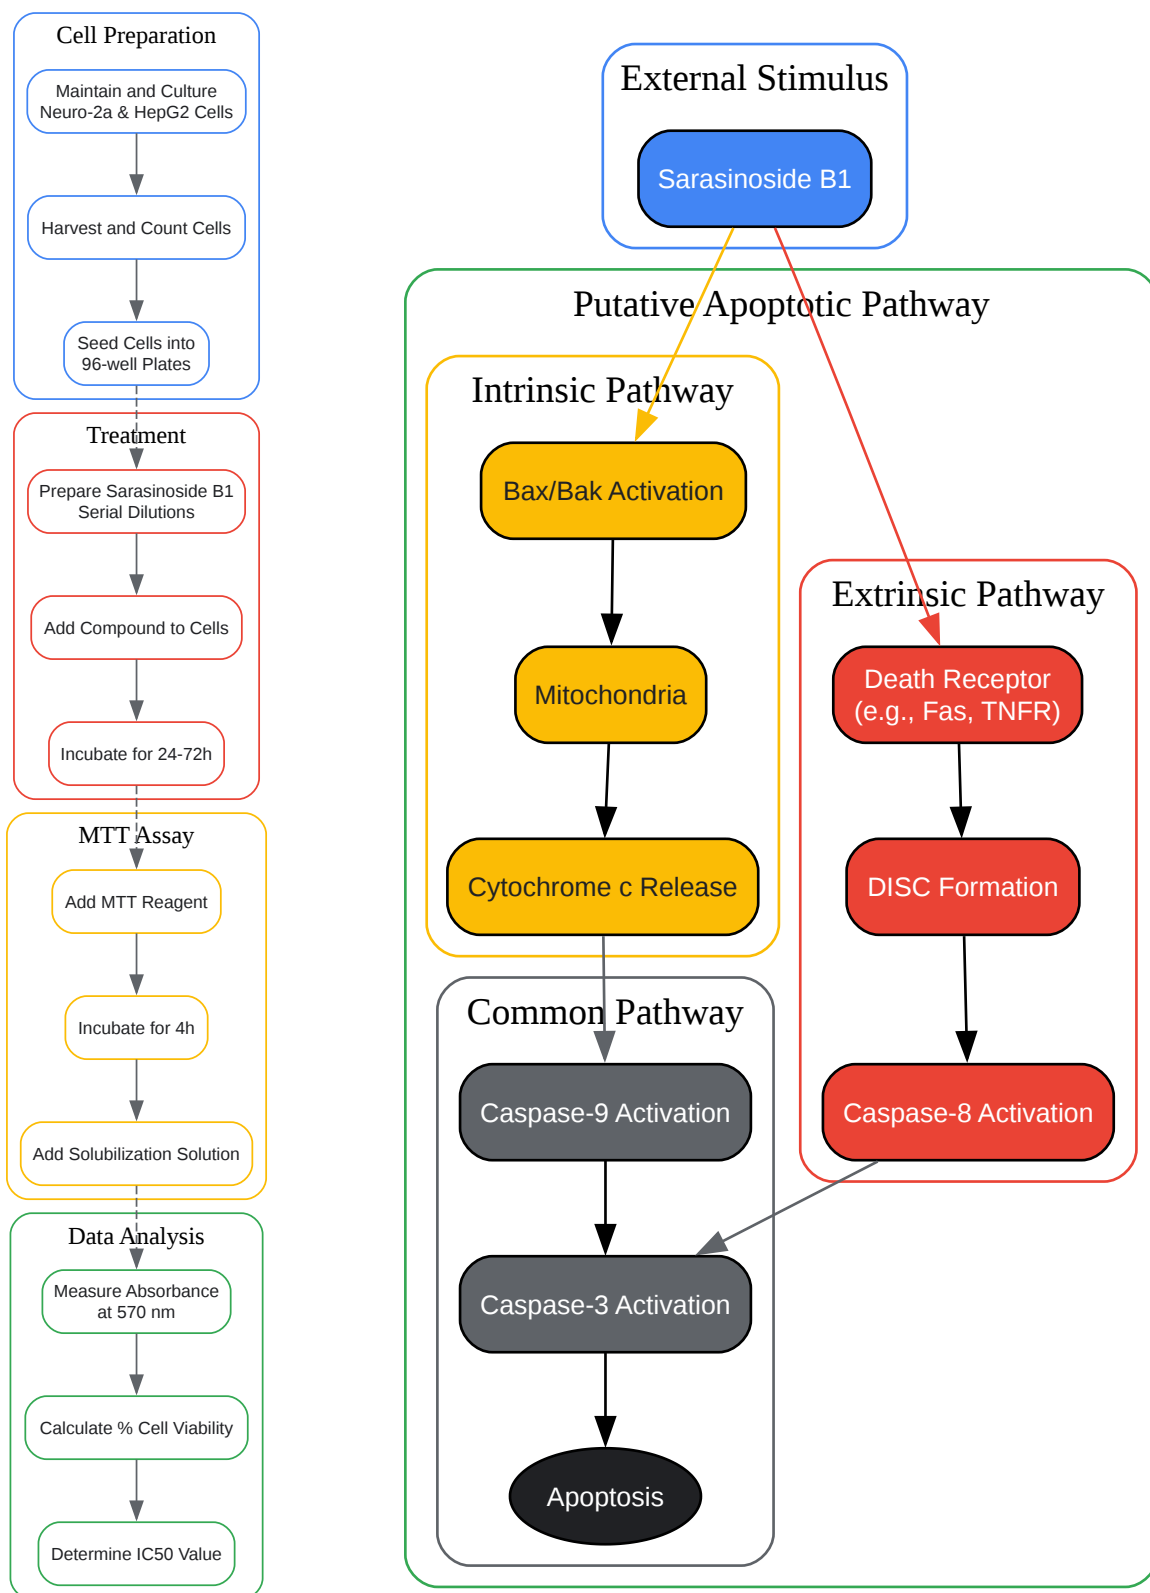 Cell Preparation
Maintain and Culture
Neuro-2a & HepG2 Cells
Harvest and Count Cells
Seed Cells into
96-well Plates
Treatment
Prepare Sarasinoside B1
Serial Dilutions
Add Compound to Cells
Incubate for 24-72h
MTT Assay
Add MTT Reagent
Incubate for 4h
Add Solubilization Solution
Data Analysis
Measure Absorbance
at 570 nm
Calculate % Cell Viability
Determine IC50 Value
External Stimulus
Sarasinoside B1
Putative Apoptotic Pathway
Intrinsic Pathway
Bax/Bak Activation
Mitochondria
Cytochrome c Release
Extrinsic Pathway
Death Receptor
(e.g., Fas, TNFR)
DISC Formation
Caspase-8 Activation
Common Pathway
Caspase-9 Activation
Caspase-3 Activation
Apoptosis